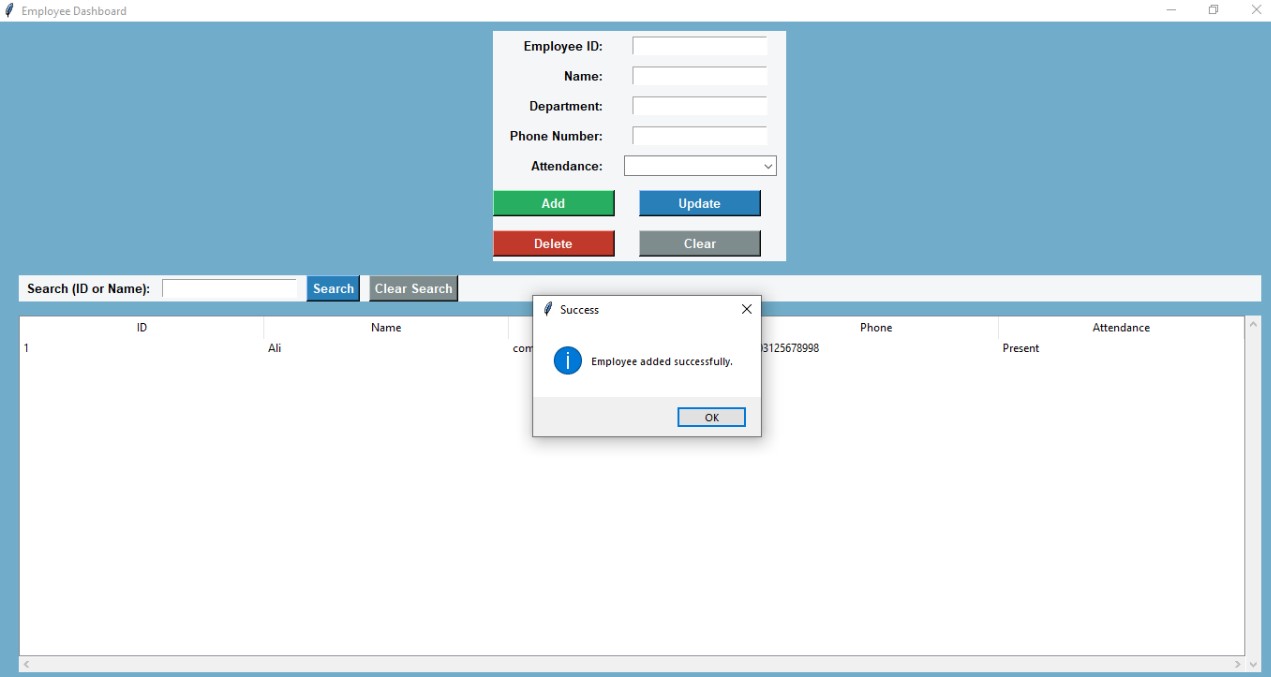 Employee Dashboard
Employee ID:
Name:
Department:
Phone Number:
Attendance:
Add Update
Delete Clear
Search (ID or Name): Search Clear Search
Success
Employee added successfully.
OK
ID Name Phone Attendance
1 Ali 03125678998 Present